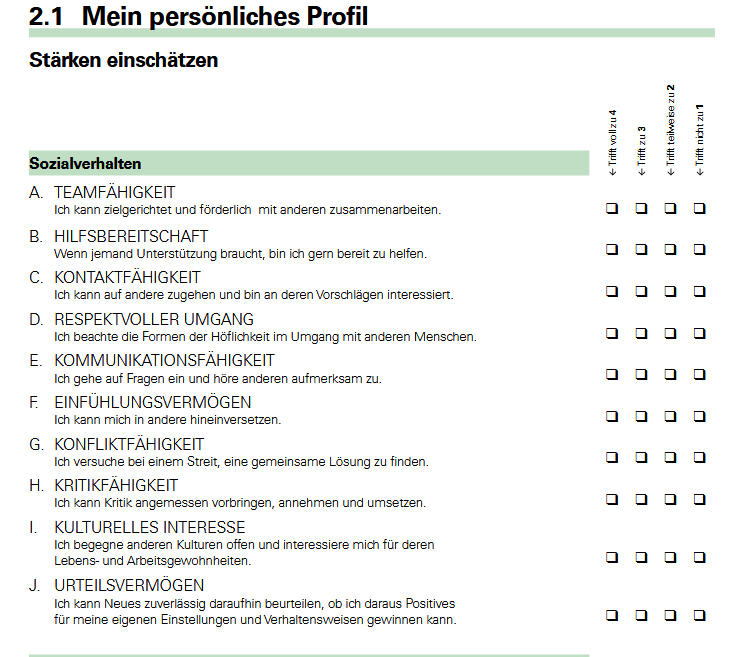 2.1 Mein persönliches Profil
Stärken einschätzen
← Trifft voll zu 4
← Trifft zu 3
← Trifft teilweise zu 2
← Trifft nicht zu 1
Sozialverhalten
A. TEAMFÄHIGKEIT
Ich kann zielgerichtet und förderlich mit anderen zusammenarbeiten.
B. HILFSBEREITSCHAFT
Wenn jemand Unterstützung braucht, bin ich gern bereit zu helfen.
C. KONTAKTFÄHIGKEIT
Ich kann auf andere zugehen und bin an deren Vorschlägen interessiert.
D. RESPEKTVOLLER UMGANG
Ich beachte die Formen der Höflichkeit im Umgang mit anderen Menschen.
E. KOMMUNIKATIONSFÄHIGKEIT
Ich gehe auf Fragen ein und höre anderen aufmerksam zu.
F. EINFÜHLUNGSVERMÖGEN
Ich kann mich in andere hineinversetzen.
G. KONFLIKTFÄHIGKEIT
Ich versuche bei einem Streit, eine gemeinsame Lösung zu finden.
H. KRITIKFÄHIGKEIT
Ich kann Kritik angemessen vorbringen, annehmen und umsetzen.
I. KULTURELLES INTERESSE
Ich begegne anderen Kulturen offen und interessiere mich für deren
Lebens- und Arbeitsgewohnheiten.
J. URTEILSVERMÖGEN
Ich kann Neues zuverlässig daraufhin beurteilen, ob ich daraus Positives
für meine eigenen Einstellungen und Verhaltensweisen gewinnen kann.